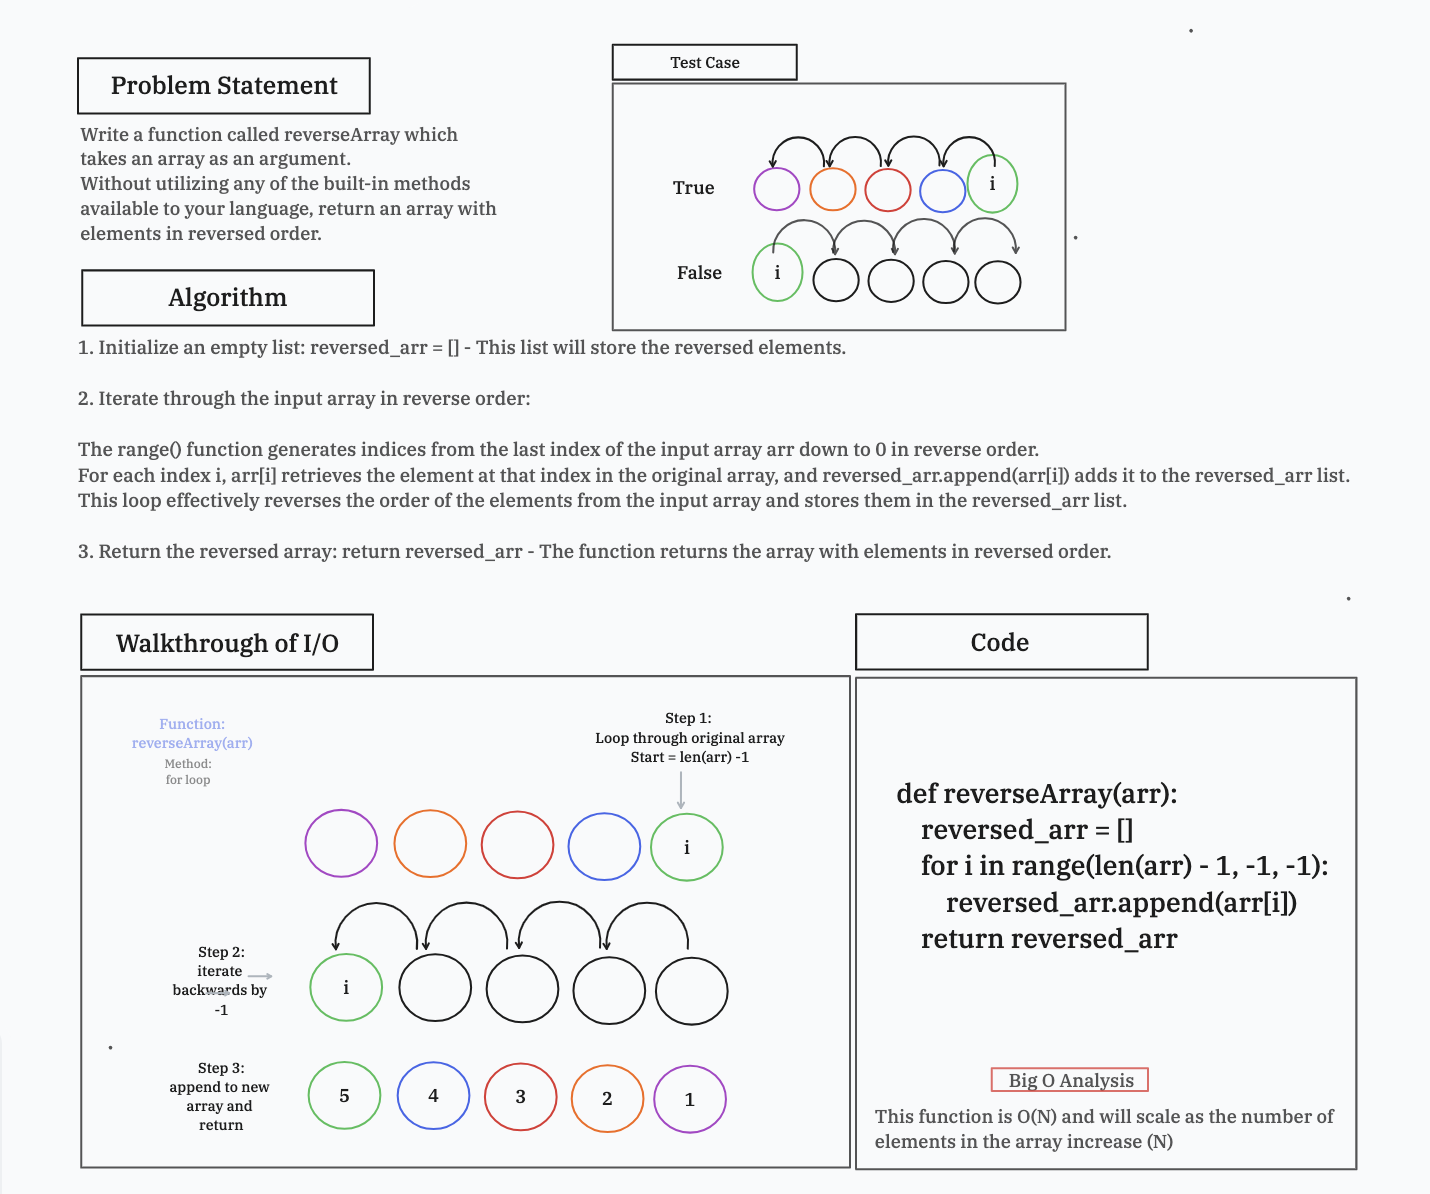 Problem Statement
Write a function called reverseArray which
takes an array as an argument.
Without utilizing any of the built-in methods
available to your language, return an array with
elements in reversed order.
Test Case
True
i
False
i
Algorithm
1. Initialize an empty list: reversed_arr = [] - This list will store the reversed elements.
2. Iterate through the input array in reverse order:
The range() function generates indices from the last index of the input array arr down to 0 in reverse order.
For each index i, arr[i] retrieves the element at that index in the original array, and reversed_arr.append(arr[i]) adds it to the reversed_arr list.
This loop effectively reverses the order of the elements from the input array and stores them in the reversed_arr list.
3. Return the reversed array: return reversed_arr - The function returns the array with elements in reversed order.
Walkthrough of I/O
Function:
reverseArray(arr)
Method:
for loop
Step 1:
Loop through original array
Start = len(arr) -1
i
Step 2:
iterate
backwards by
-1
i
Step 3:
append to new
array and
return
5 4 3 2 1
Code
def reverseArray(arr):
    reversed_arr = []
    for i in range(len(arr) - 1, -1, -1):
        reversed_arr.append(arr[i])
    return reversed_arr
Big O Analysis
This function is O(N) and will scale as the number of
elements in the array increase (N)